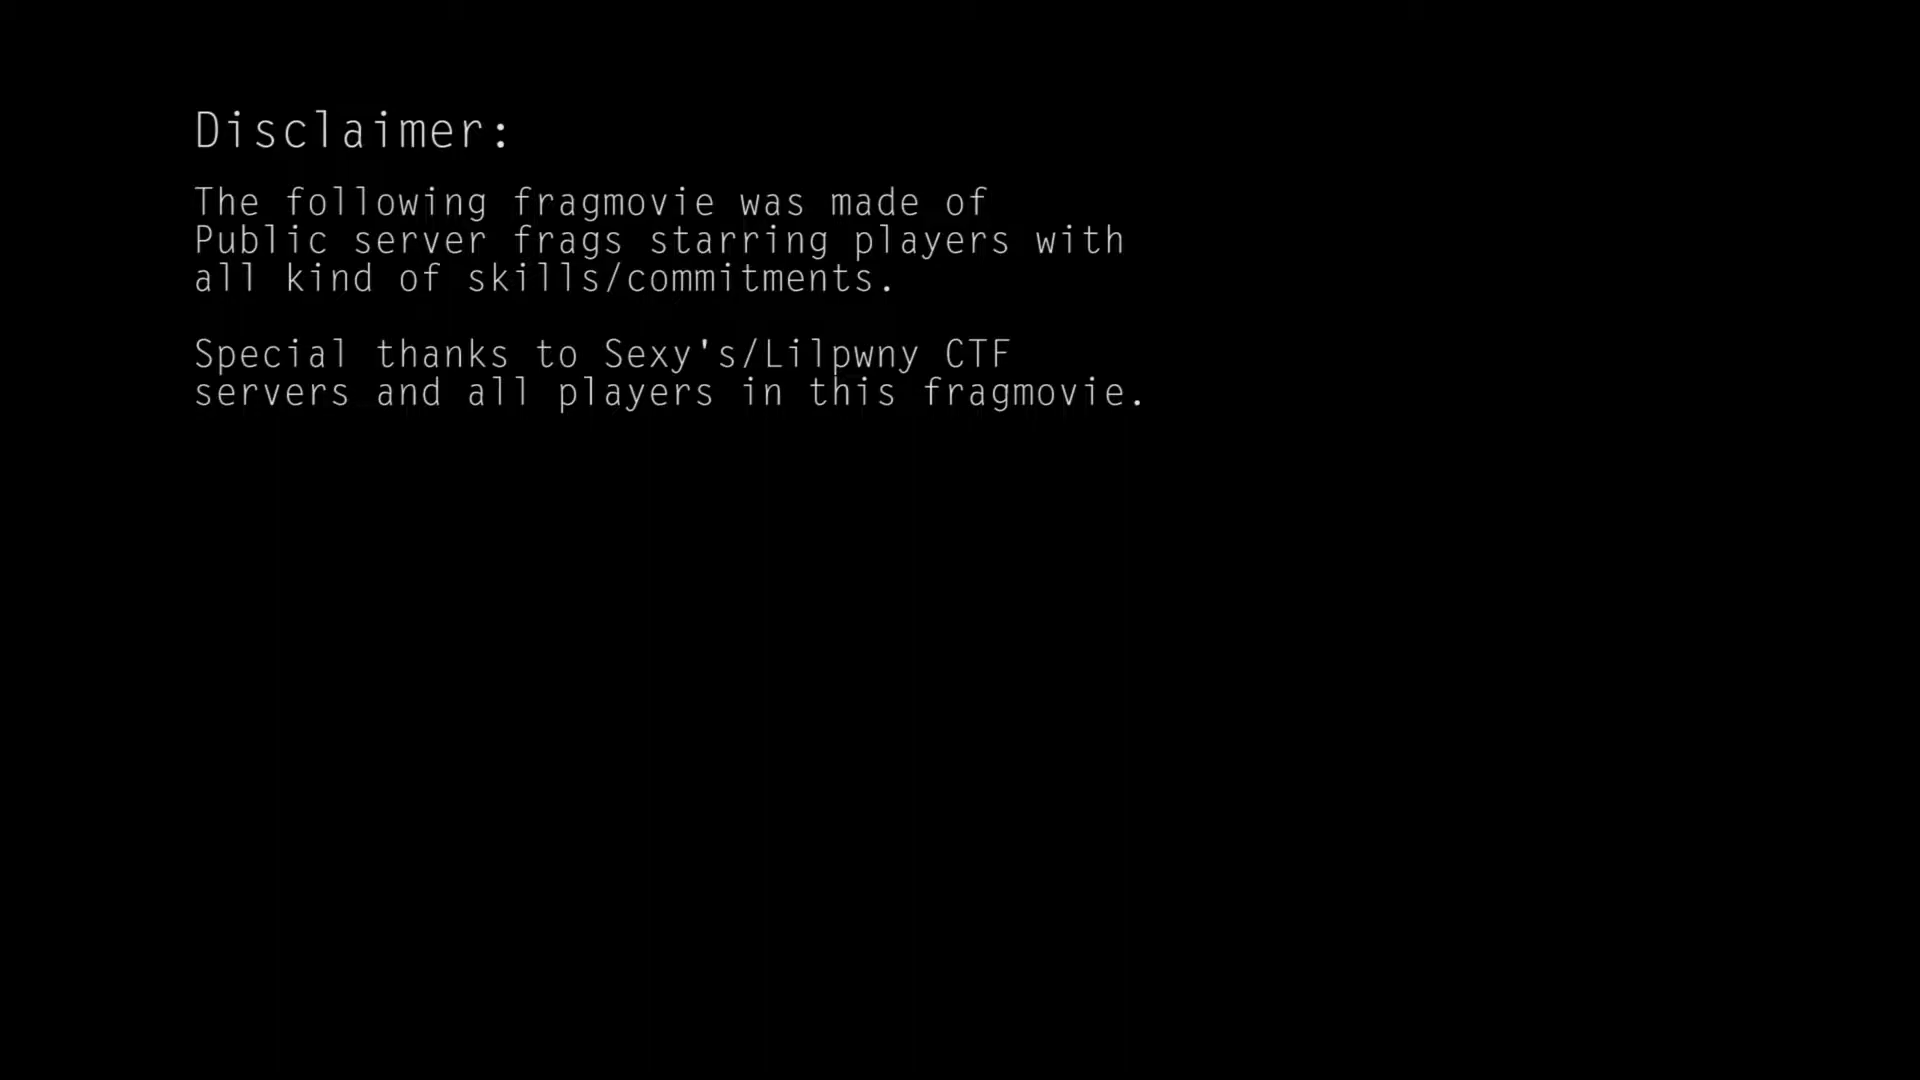 Disclaimer:
The following fragmovie was made of
Public server frags starring players with
all kind of skills/commitments.
Special thanks to Sexy's/Lilpwny CTF
servers and all players in this fragmovie.